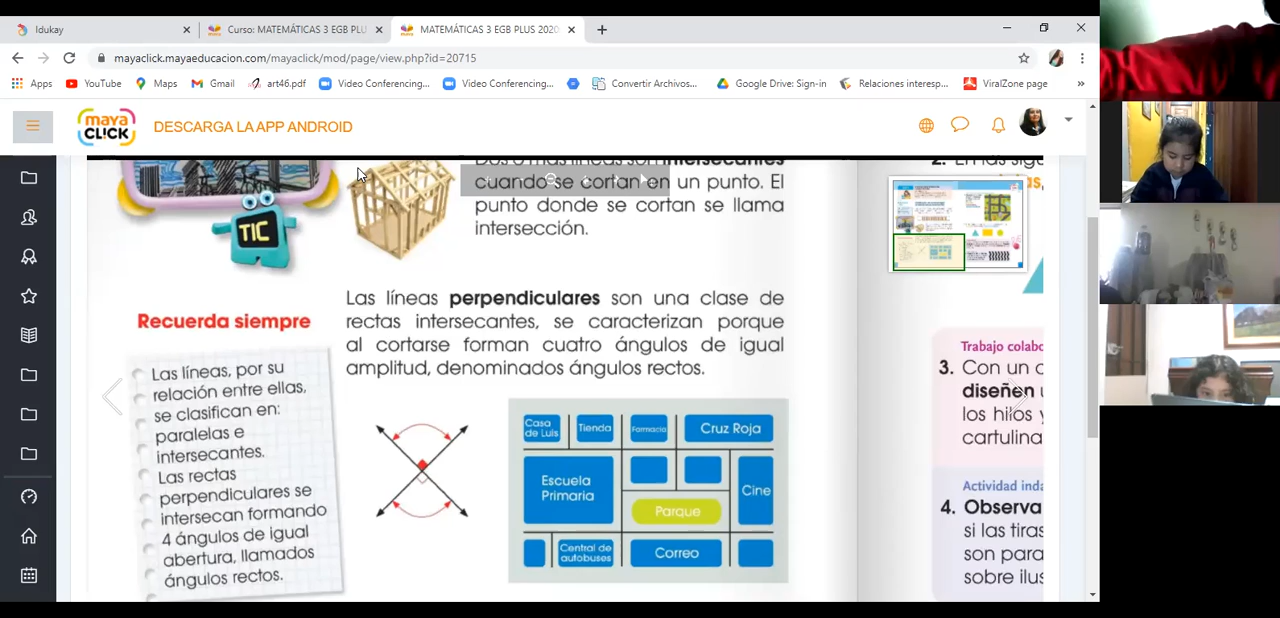 Idukay
Curso: MATEMÁTICAS 3 EGB PLU
MATEMÁTICAS 3 EGB PLUS 2020
mayaclick.mayaeducacion.com/mayaclick/mod/page/view.php?id=20715
Apps
YouTube
Maps
Gmail
art46.pdf
Video Conferencing...
Video Conferencing...
Convertir Archivos...
Google Drive: Sign-in
Relaciones interesp...
ViralZone page
»
maya
CLICK
DESCARGA LA APP ANDROID
TIC
Dos o más líneas son intersecantes
cuando se cortan en un punto. El
punto donde se cortan se llama
intersección.
Las líneas perpendiculares son una clase de
rectas intersecantes, se caracterizan porque
al cortarse forman cuatro ángulos de igual
amplitud, denominados ángulos rectos.
Recuerda siempre
Las líneas, por su
relación entre ellas,
se clasifican en:
paralelas e
intersecantes.
Las rectas
perpendiculares se
intersecan formando
4 ángulos de igual
abertura, llamados
ángulos rectos.
Casa
de Luis
Tienda
Farmacia
Cruz Roja
Escuela
Primaria
Cine
Parque
Central de
autobuses
Correo
2.
Trabajo colabo
3. Con un
diseñen
los hilos y
cartulina
Actividad inda
4. Observa
si las tiras
son para
sobre ilus